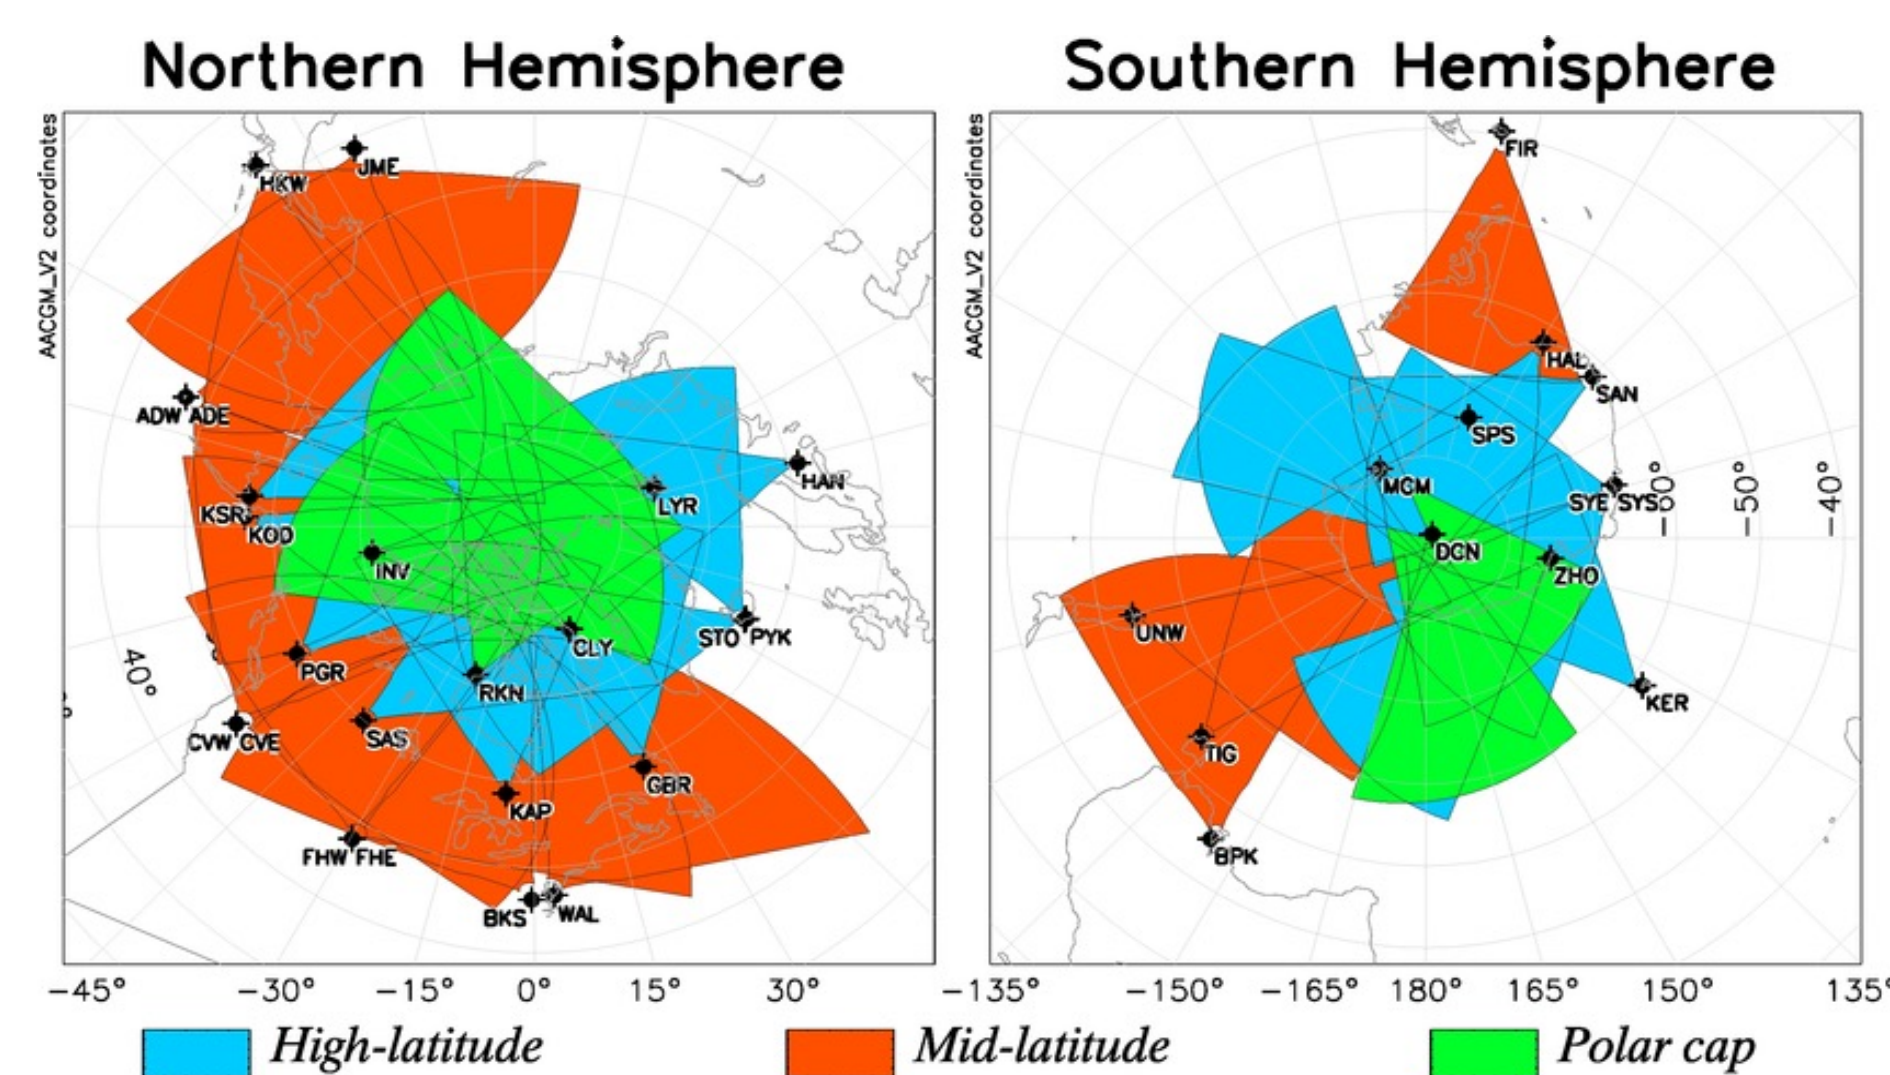 Northern Hemisphere
Southern Hemisphere
AACGM_V2 coordinates
JME
HKW
ADW ADE
HAN
LYR
KSR
KOD
INV
STO PYK
CLY
PGR
RKN
40°
CVW CVE
SAS
GBR
KAP
FHW FHE
BKS
WAL
-45°
-30°
-15°
0°
15°
30°
AACGM_V2 coordinates
FIR
HAL
SAN
SPS
MCM
SYE SYS
-50°
-40°
DCN
ZHO
UNW
KER
TIG
BPK
-135°
-150°
-165°
180°
165°
150°
135°
High-latitude
Mid-latitude
Polar cap